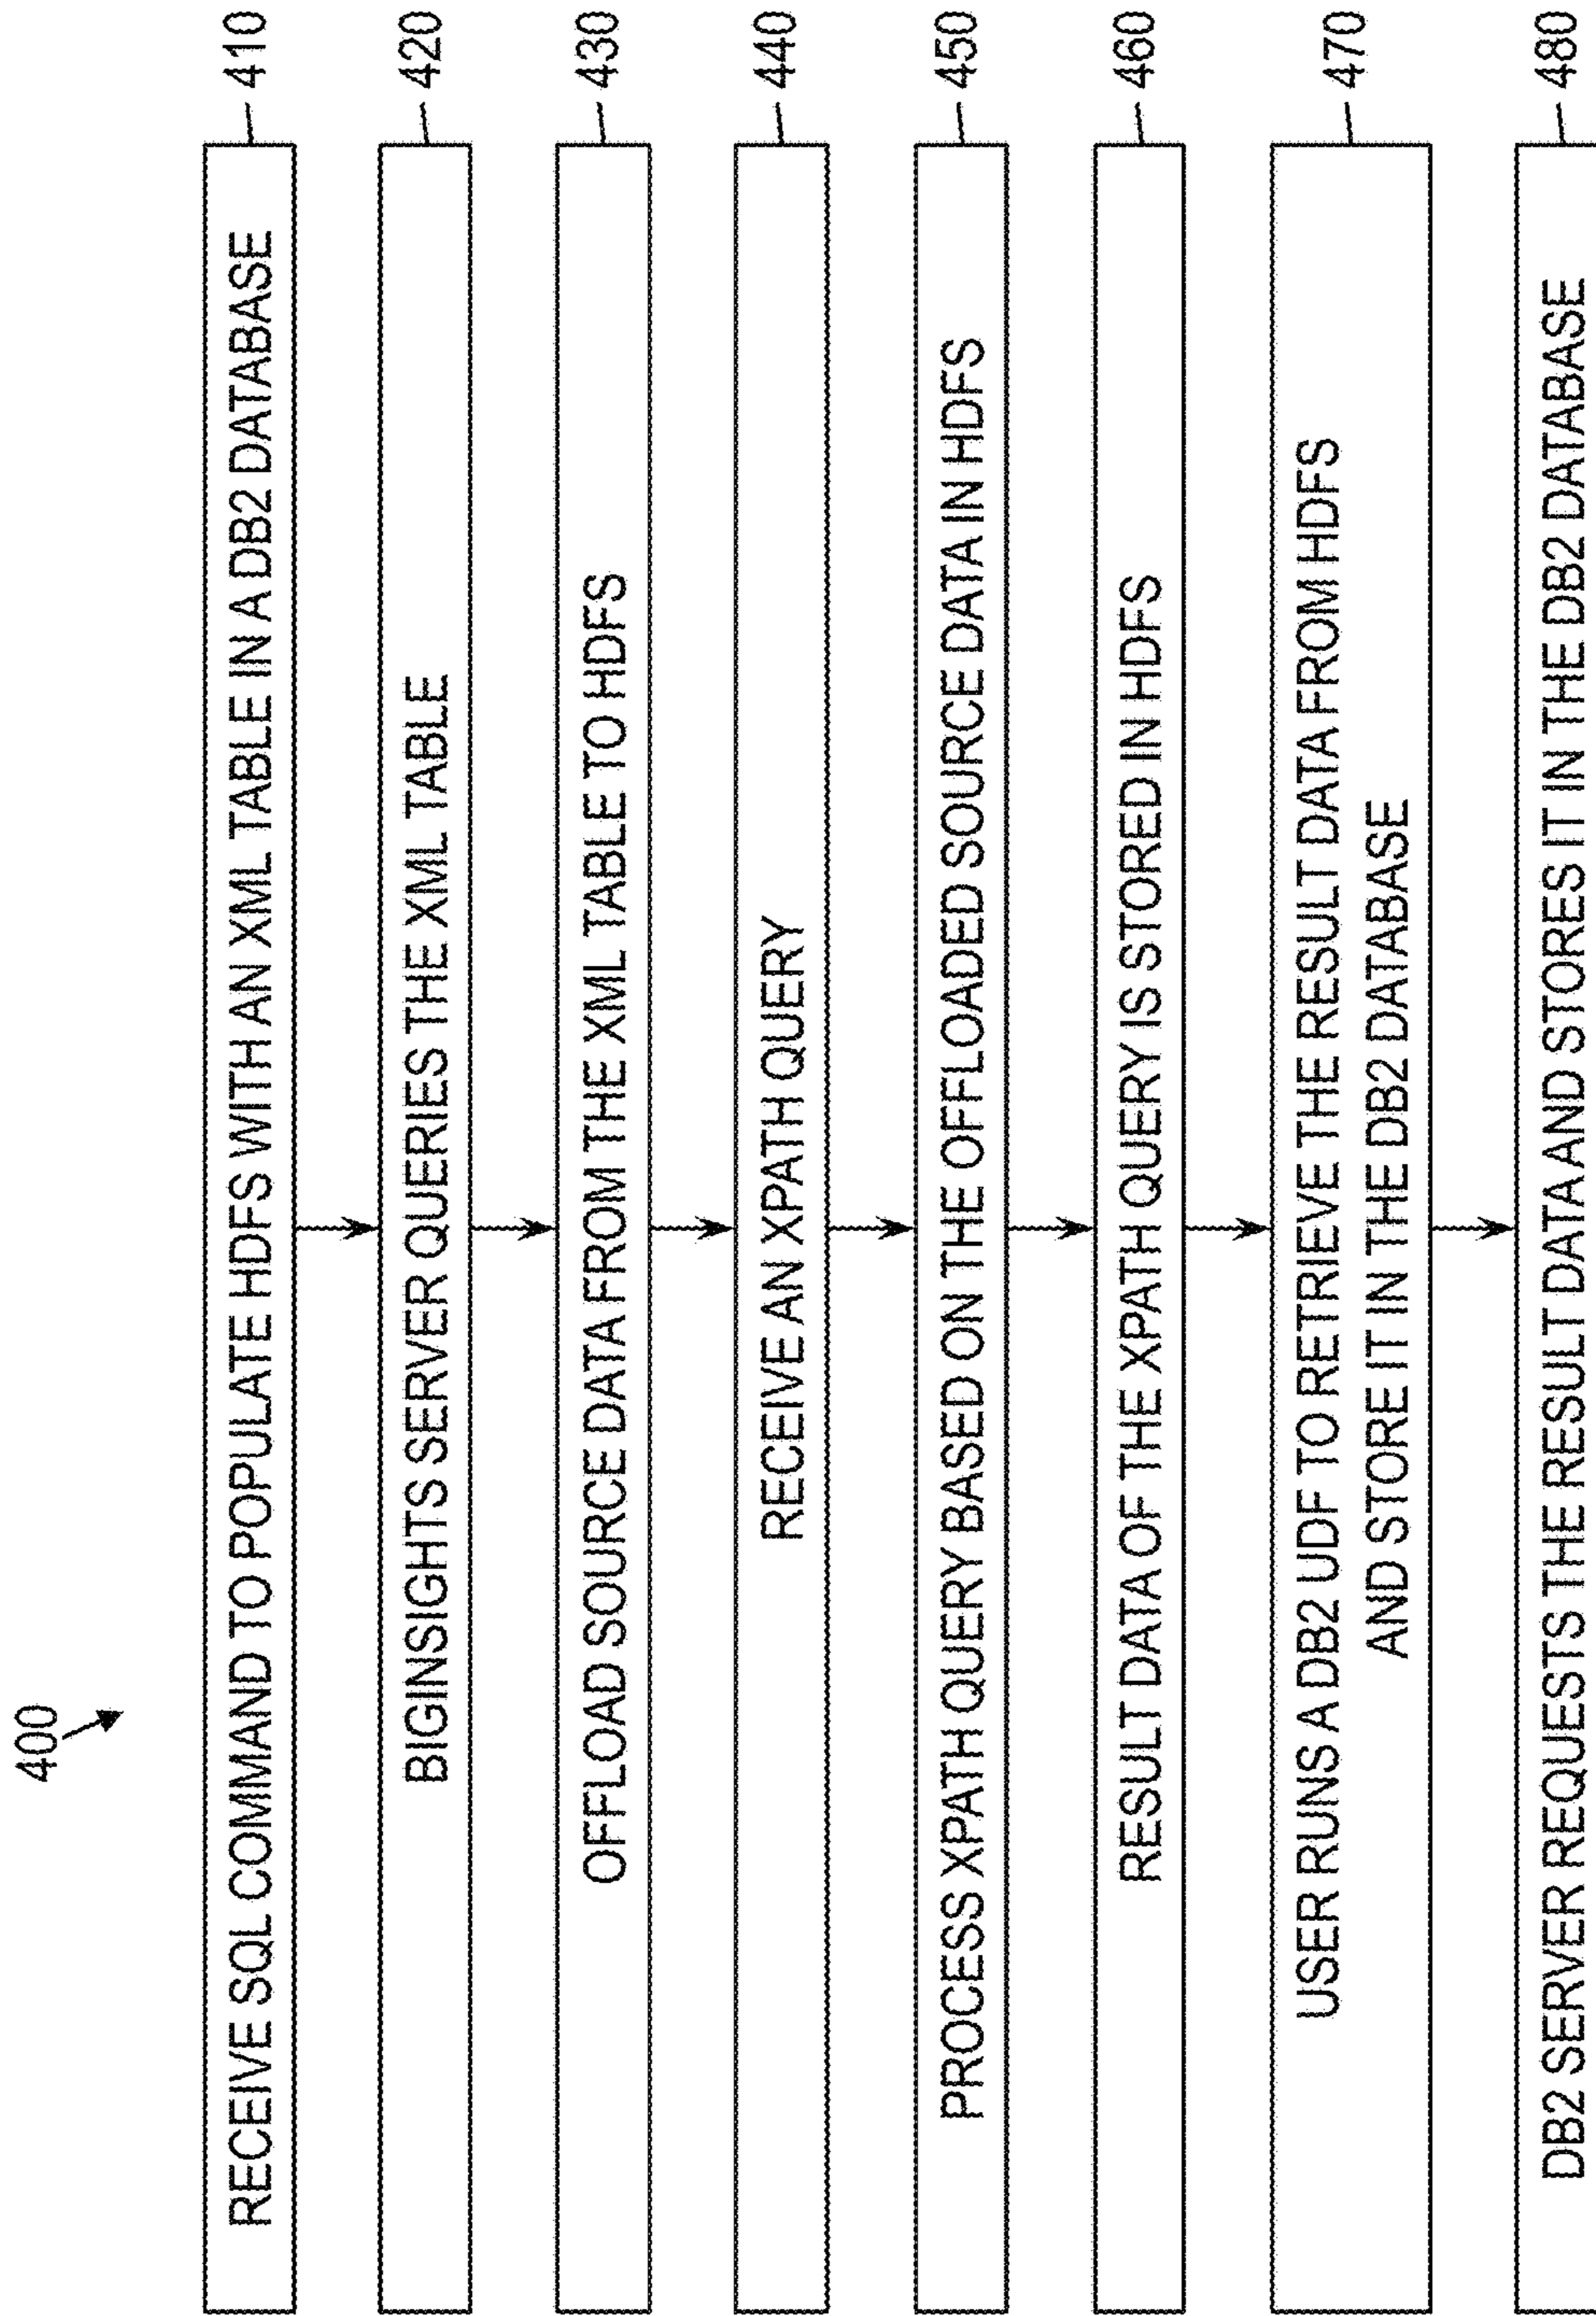 400
RECEIVE SQL COMMAND TO POPULATE HDFS WITH AN XML TABLE IN A DB2 DATABASE
410
BIGINSIGHTS SERVER QUERIES THE XML TABLE
420
OFFLOAD SOURCE DATA FROM THE XML TABLE TO HDFS
430
RECEIVE AN XPATH QUERY
440
PROCESS XPATH QUERY BASED ON THE OFFLOADED SOURCE DATA IN HDFS
450
RESULT DATA OF THE XPATH QUERY IS STORED IN HDFS
460
USER RUNS A DB2 UDF TO RETRIEVE THE RESULT DATA FROM HDFS
AND STORE IT IN THE DB2 DATABASE
470
DB2 SERVER REQUESTS THE RESULT DATA AND STORES IT IN THE DB2 DATABASE
480